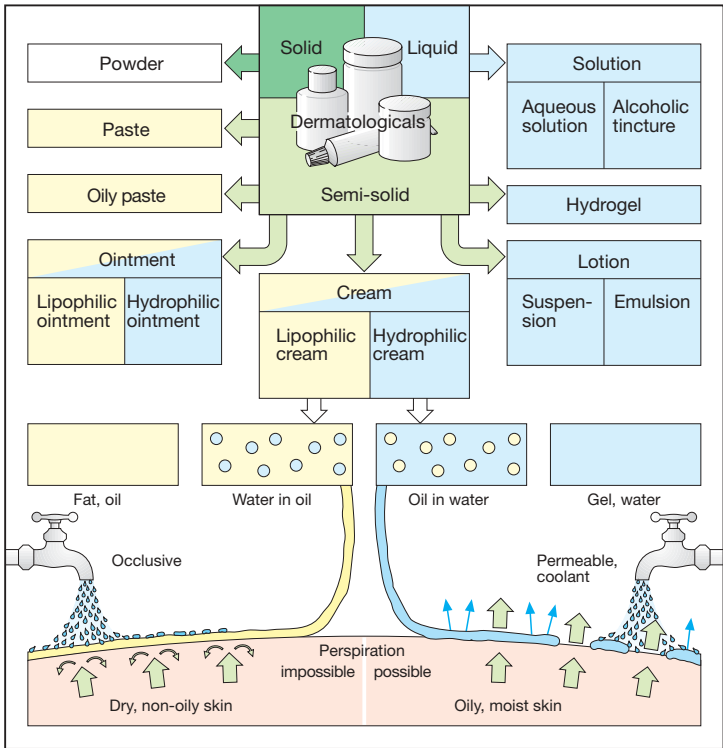 Solid
Liquid
Powder
Solution
Aqueous
solution
Alcoholic
tincture
Paste
Dermatologicals
Oily paste
Semi-solid
Hydrogel
Ointment
Lipophilic
ointment
Hydrophilic
ointment
Cream
Lipophilic
cream
Hydrophilic
cream
Lotion
Suspen-
sion
Emulsion
Fat, oil
Water in oil
Oil in water
Gel, water
Occlusive
Permeable,
coolant
Perspiration
impossible
possible
Dry, non-oily skin
Oily, moist skin